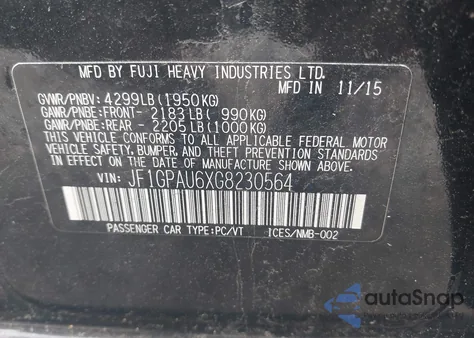 MFD BY FUJI HEAVY INDUSTRIES LTD.
MFD IN 11/15
GVWR/PNBV: 4299LB(1950KG)
GAWR/PNBE:FRONT-2183LB( 990KG)
GAWR/PNBE:REAR - 2205LB(1000KG)
THIS VEHICLE CONFORMS TO ALL APPLICABLE FEDERAL MOTOR
VEHICLE SAFETY, BUMPER, AND THEFT PREVENTION STANDARDS
IN EFFECT ON THE DATE OF MANUFACTURE SHOWN ABOVE.
VIN: JF1GPAU6XG8230564
PASSENGER CAR TYPE:PC/VT ICES/NMB-002
autoSnap